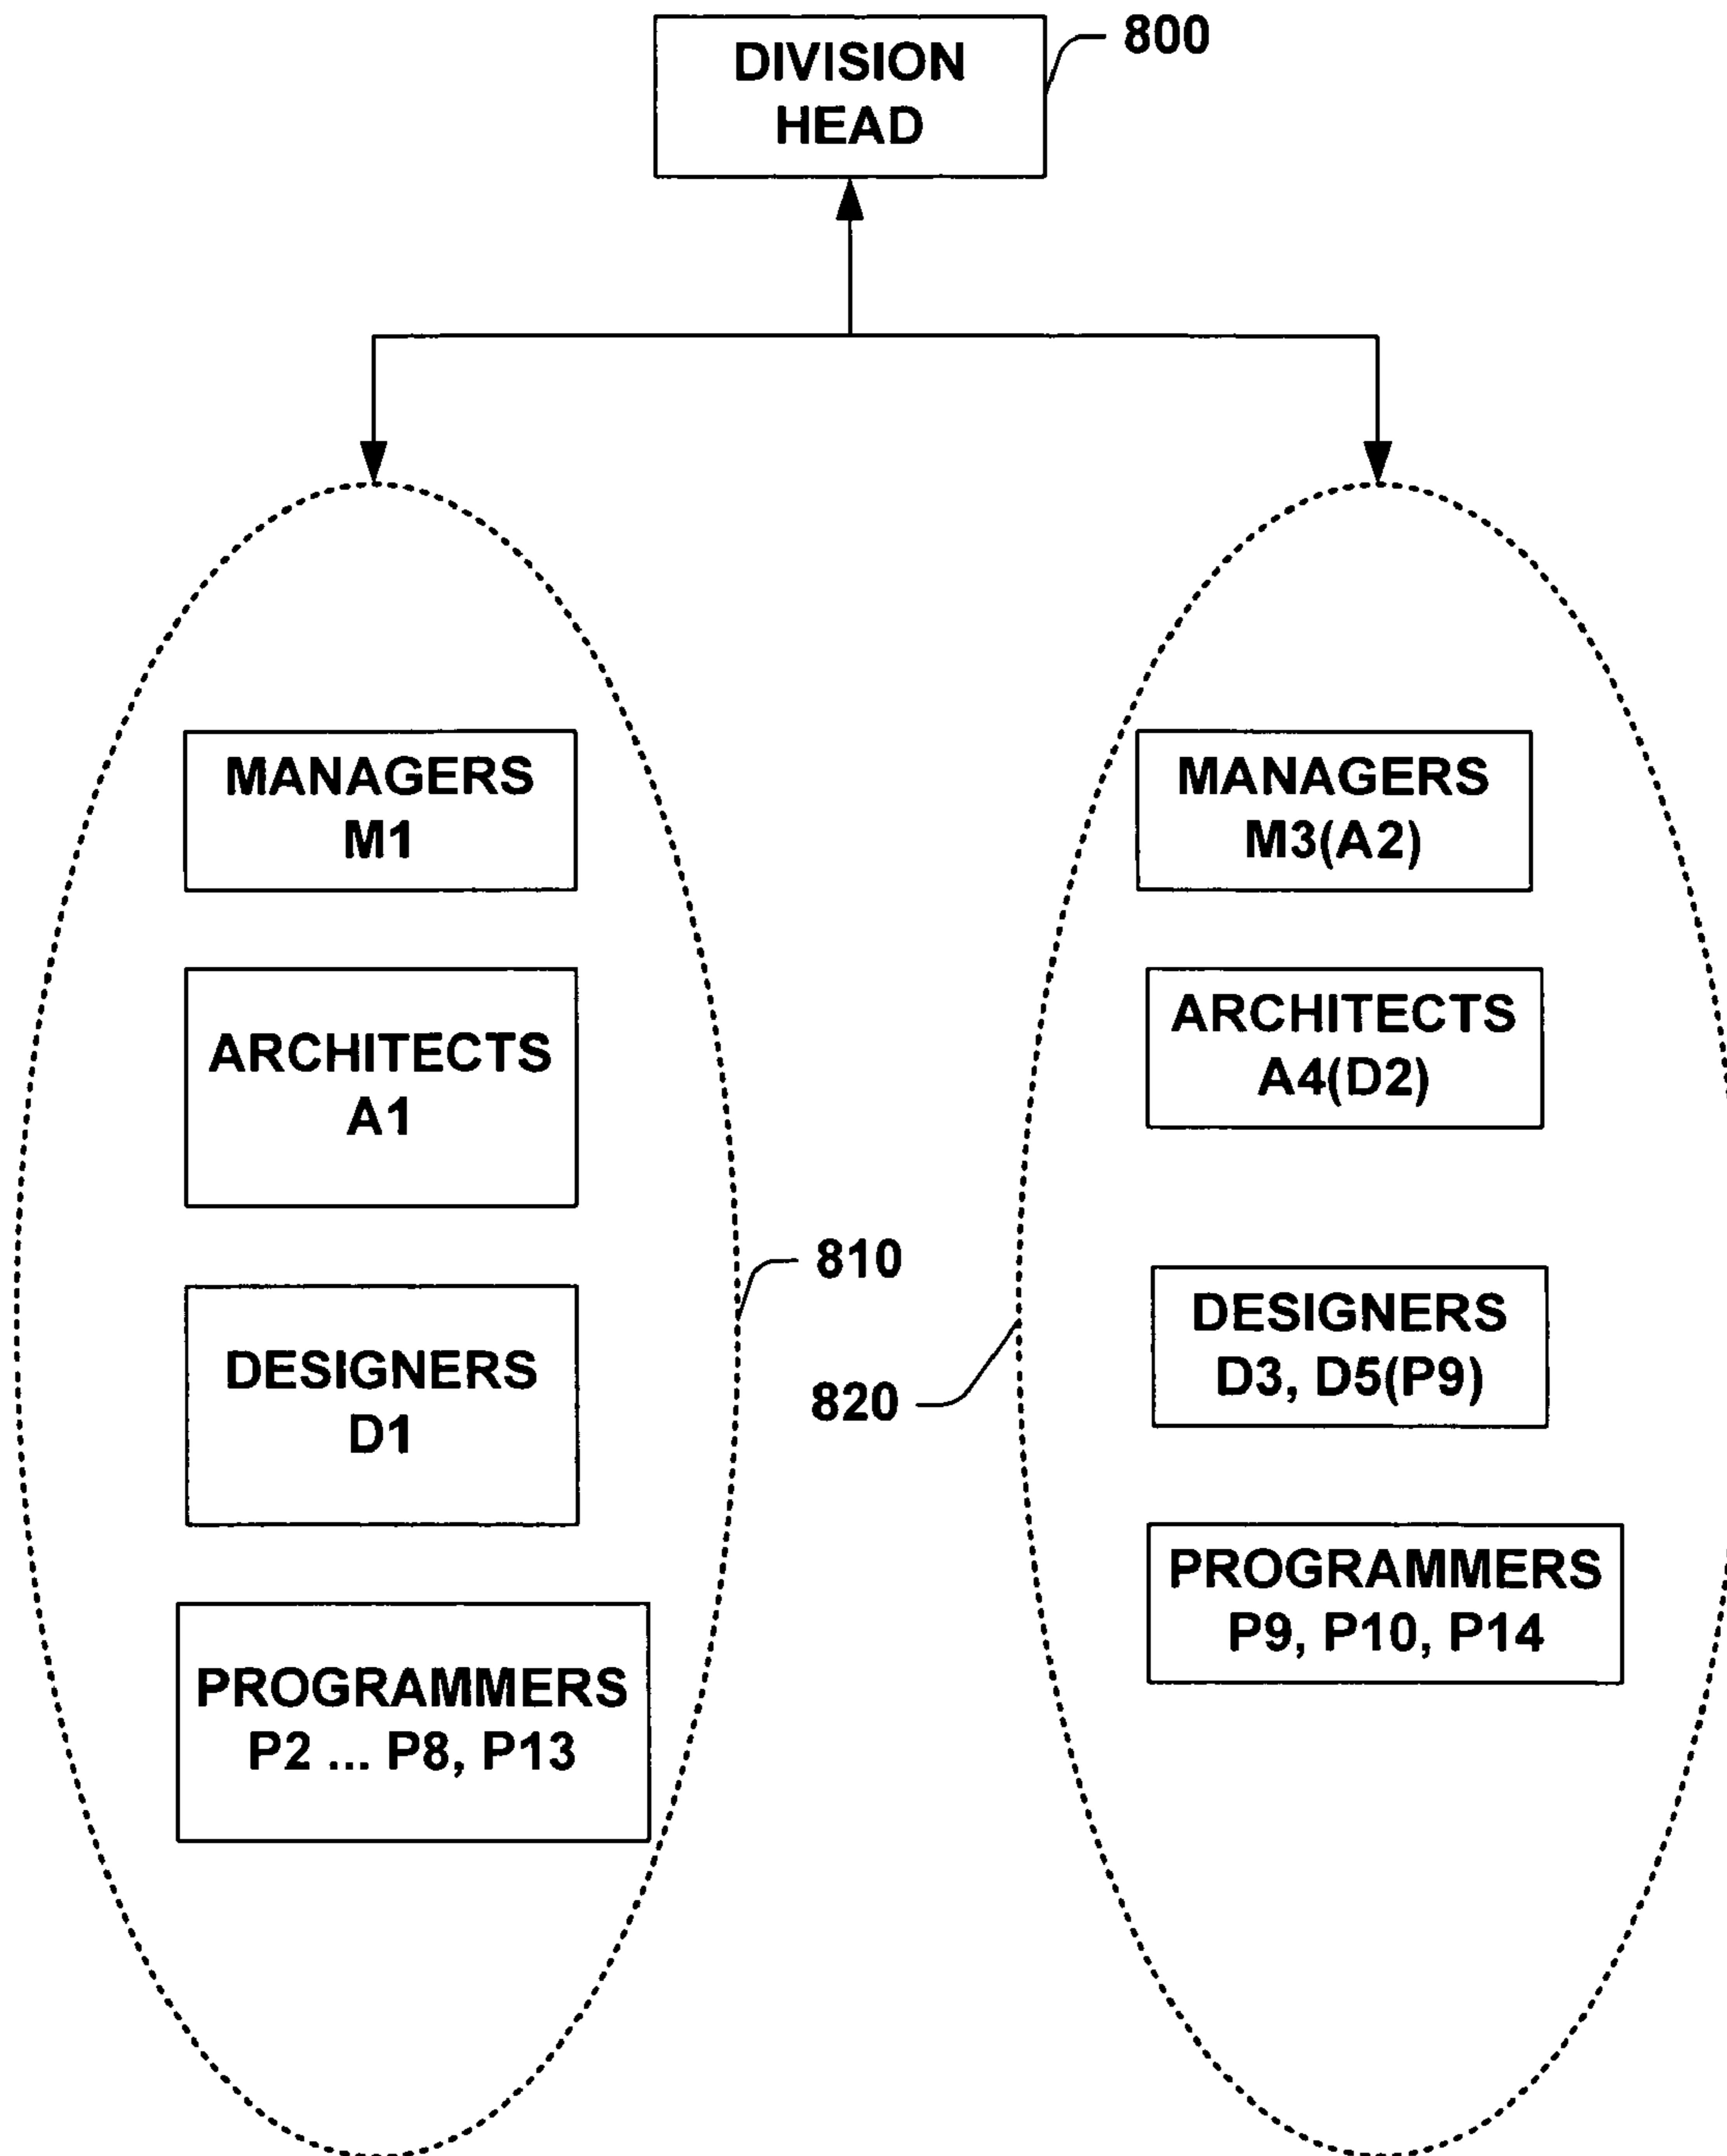 DIVISION
HEAD
800
MANAGERS
M1
ARCHITECTS
A1
DESIGNERS
D1
PROGRAMMERS
P2 ... P8, P13
810
820
MANAGERS
M3(A2)
ARCHITECTS
A4(D2)
DESIGNERS
D3, D5(P9)
PROGRAMMERS
P9, P10, P14